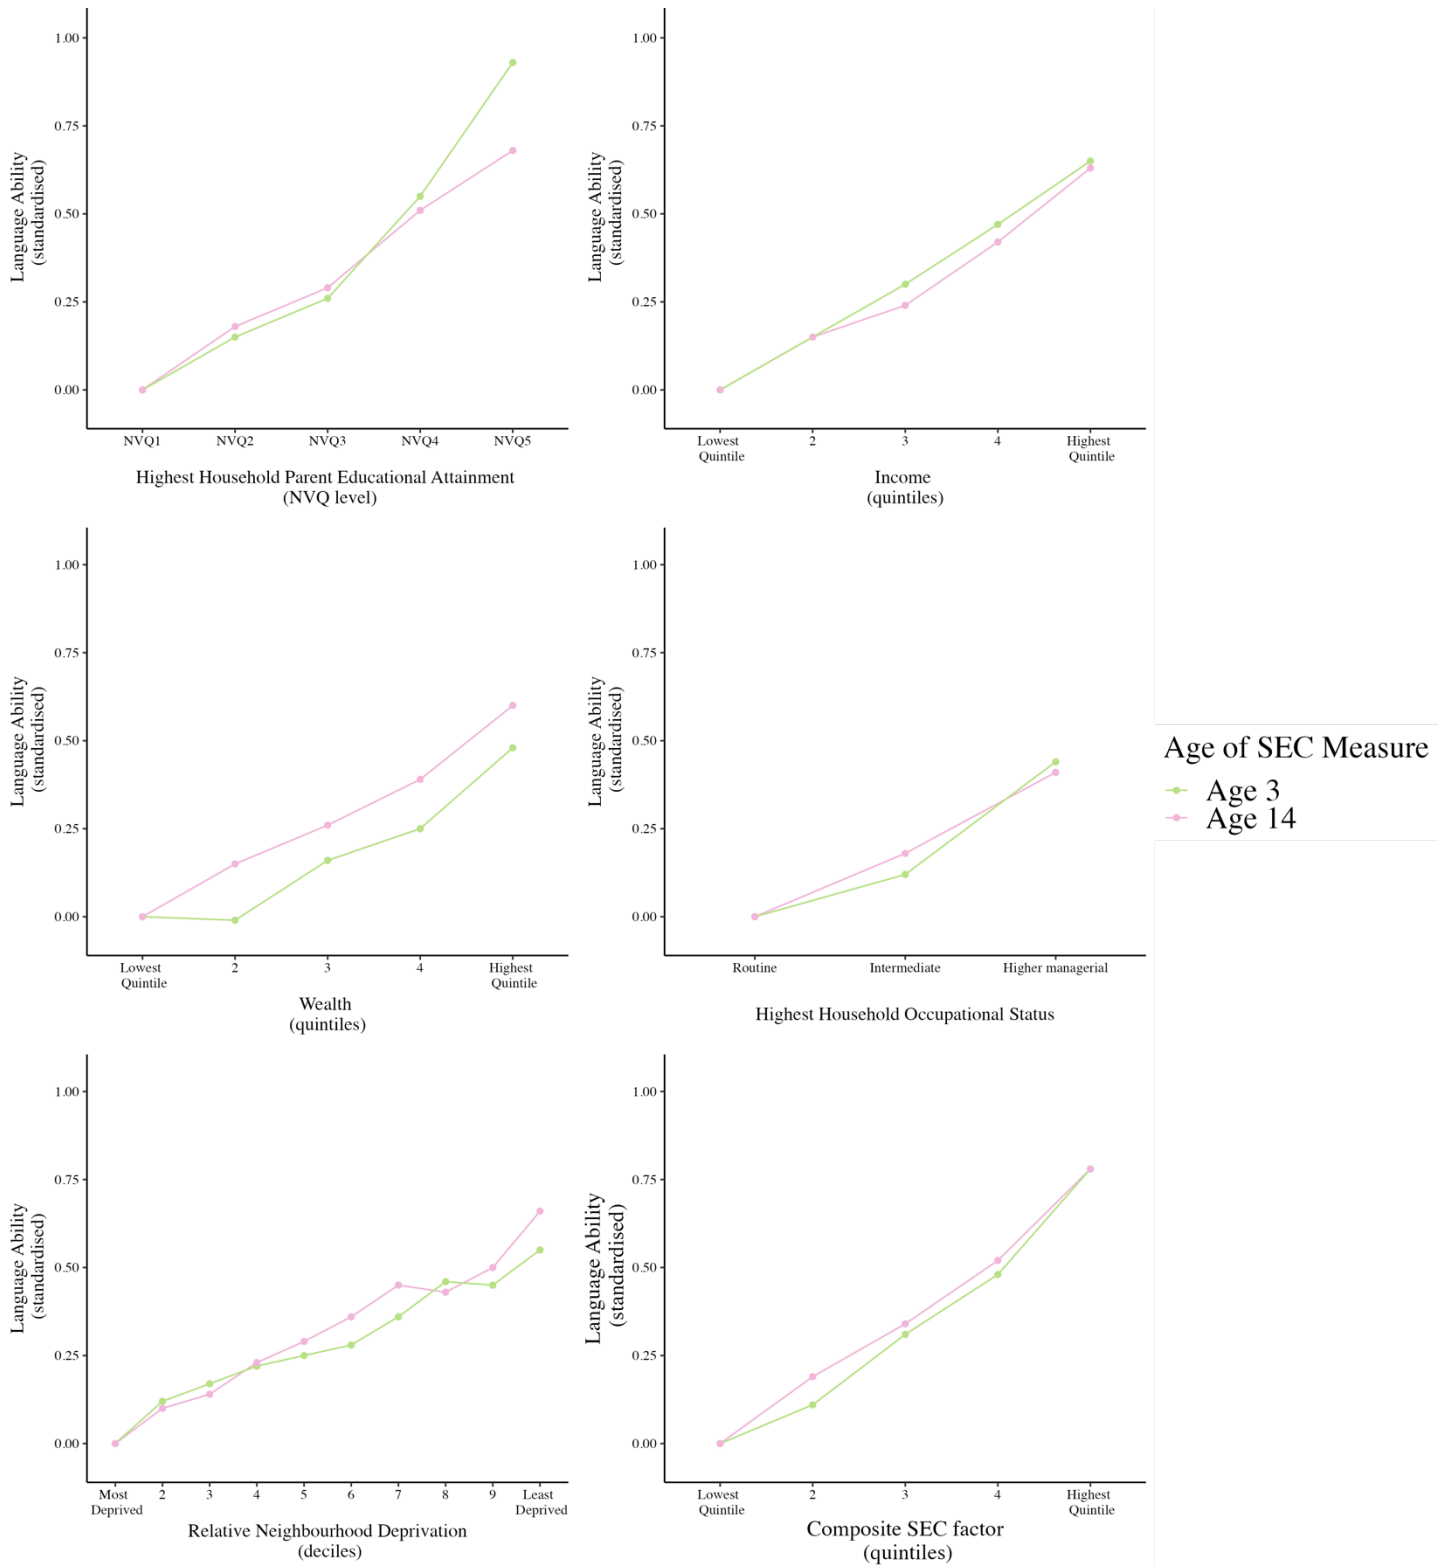 1.00
0.75
0.50
0.25
0.00
Language Ability
(standardised)
NVQ1 NVQ2 NVQ3 NVQ4 NVQ5
Highest Household Parent Educational Attainment
(NVQ level)
1.00
0.75
0.50
0.25
0.00
Language Ability
(standardised)
Lowest 2 3 4 Highest
Quintile Quintile
Income
(quintiles)
1.00
0.75
0.50
0.25
0.00
Language Ability
(standardised)
Lowest 2 3 4 Highest
Quintile Quintile
Wealth
(quintiles)
1.00
0.75
0.50
0.25
0.00
Language Ability
(standardised)
Routine Intermediate Higher managerial
Highest Household Occupational Status
Age of SEC Measure
Age 3
Age 14
1.00
0.75
0.50
0.25
0.00
Language Ability
(standardised)
Most 2 3 4 5 6 7 8 9 Least
Deprived Deprived
Relative Neighbourhood Deprivation
(deciles)
1.00
0.75
0.50
0.25
0.00
Language Ability
(standardised)
Lowest 2 3 4 Highest
Quintile Quintile
Composite SEC factor
(quintiles)